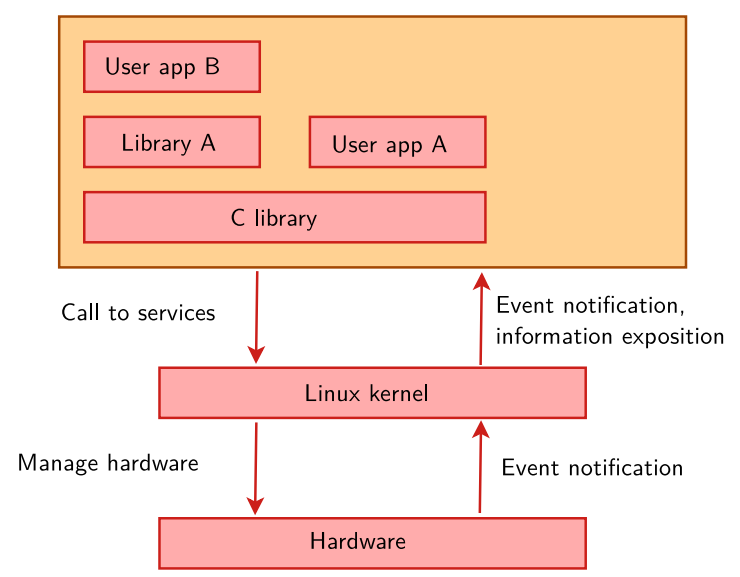 User app B
Library A
User app A
C library
Call to services
Event notification,
information exposition
Linux kernel
Manage hardware
Event notification
Hardware